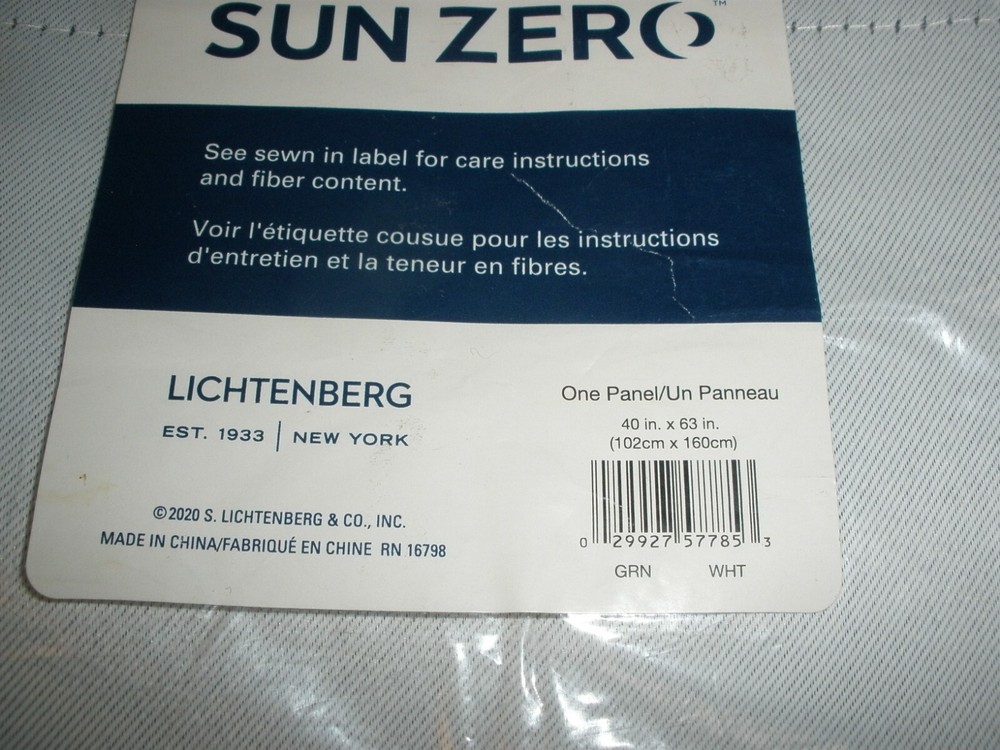 SUN ZERO™
See sewn in label for care instructions
and fiber content.
Voir l'étiquette cousue pour les instructions
d'entretien et la teneur en fibres.
LICHTENBERG
EST. 1933 | NEW YORK
©2020 S. LICHTENBERG & CO., INC.
MADE IN CHINA/FABRIQUÉ EN CHINE RN 16798
One Panel/Un Panneau
40 in. x 63 in.
(102cm x 160cm)
0 29927 57785 3
GRN WHT